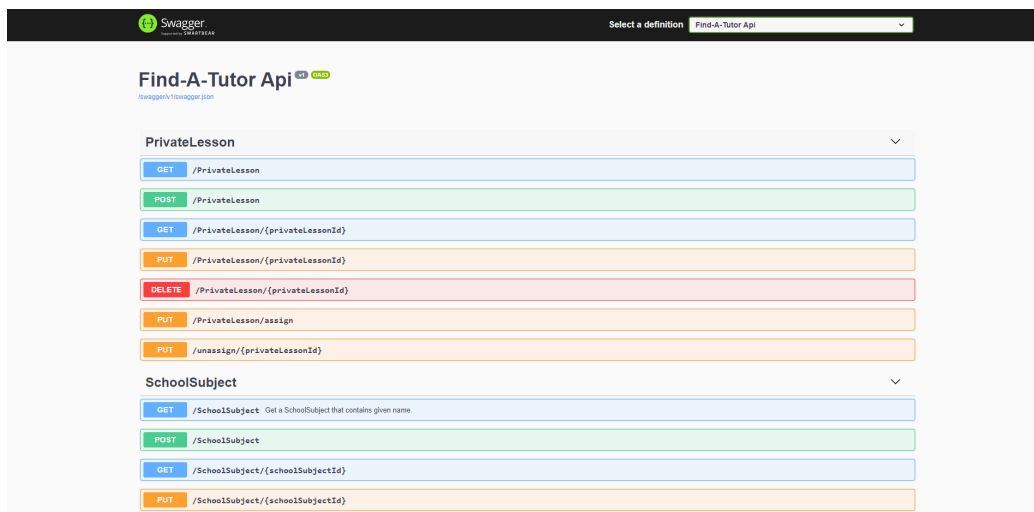 Swagger.
Supported by SMARTBEAR
Select a definition
Find-A-Tutor Api
Find-A-Tutor Api v1 OAS3
/swagger/v1/swagger.json
PrivateLesson
GET /PrivateLesson
POST /PrivateLesson
GET /PrivateLesson/{privateLessonId}
PUT /PrivateLesson/{privateLessonId}
DELETE /PrivateLesson/{privateLessonId}
PUT /PrivateLesson/assign
PUT /unassign/{privateLessonId}
SchoolSubject
GET /SchoolSubject Get a SchoolSubject that contains given name.
POST /SchoolSubject
GET /SchoolSubject/{schoolSubjectId}
PUT /SchoolSubject/{schoolSubjectId}